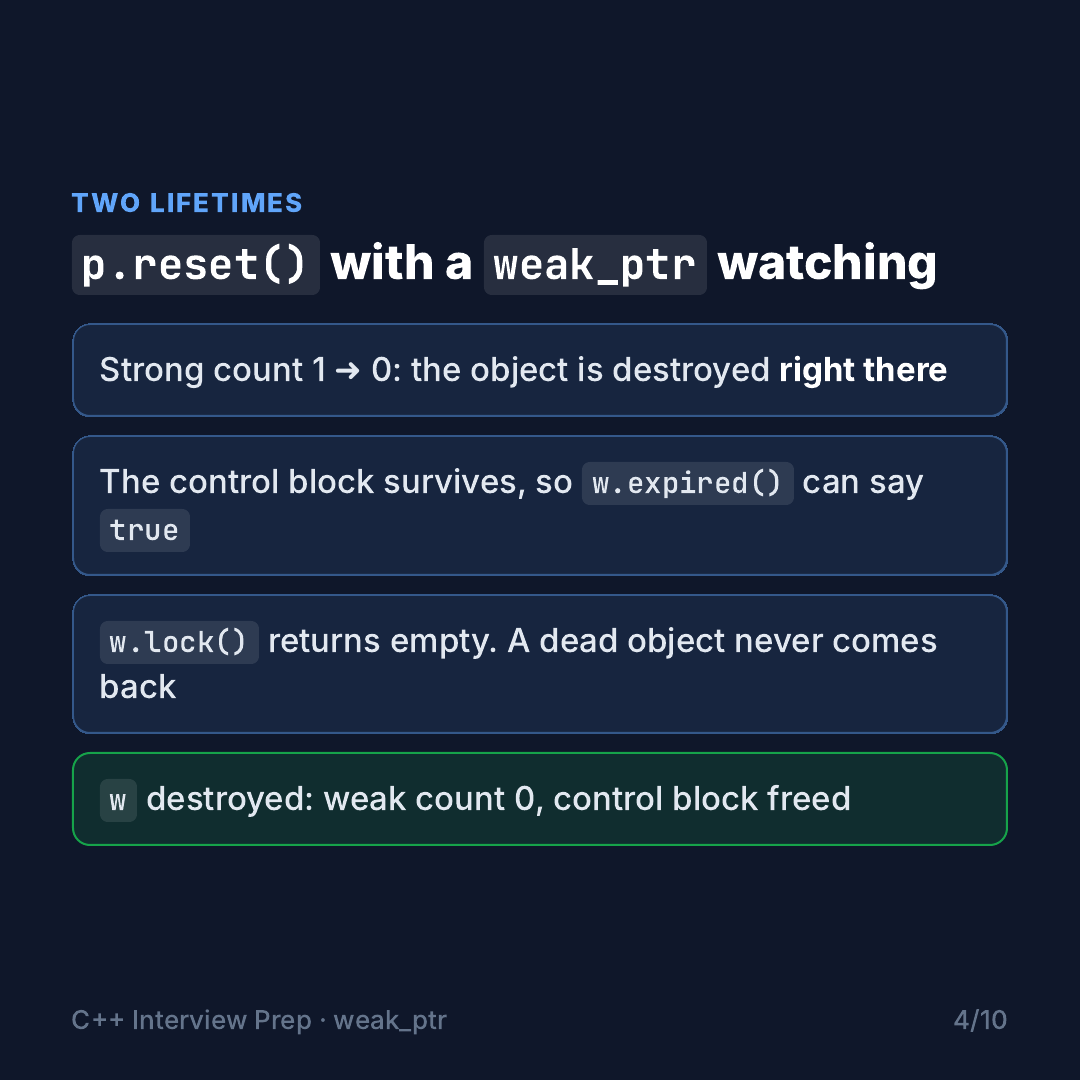 TWO LIFETIMES
p.reset() with a weak_ptr watching
Strong count 1 → 0: the object is destroyed right there
The control block survives, so w.expired() can say
true
w.lock() returns empty. A dead object never comes
back
w destroyed: weak count 0, control block freed
C++ Interview Prep · weak_ptr
4/10